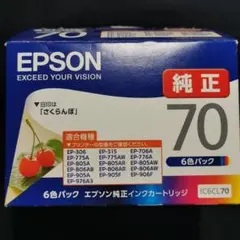 EPSON
EXCEED YOUR VISION
純正
70
6色パック
目印は
「さくらんぼ」
適合機種
▼プリンターの型番をご確認ください。
EP-306 EP-315 EP-706A
EP-775A EP-775AW EP-776A
EP-805A EP-805AR EP-805AW
EP-806AB EP-806AR EP-806AW
EP-905A EP-905F EP-906F
EP-976A3
6色パック エプソン純正インクカートリッジ
IC6CL70